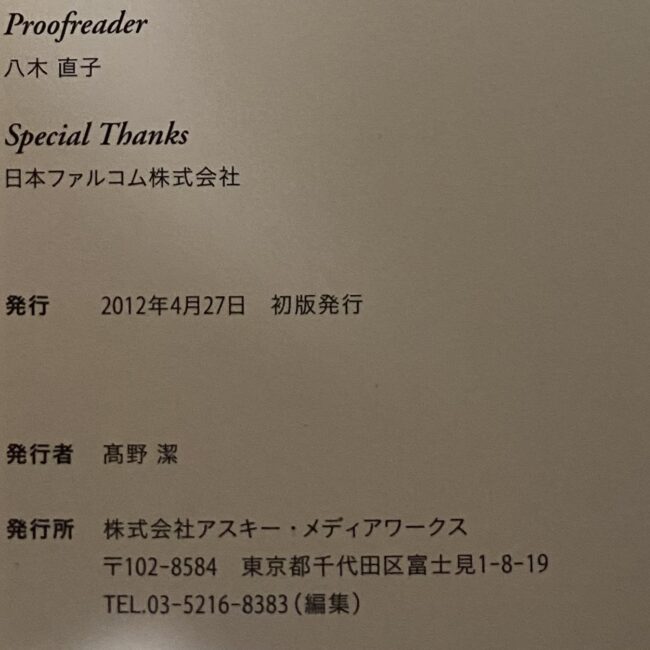 Proofreader
八木 直子
Special Thanks
日本ファルコム株式会社
発行 2012年4月27日 初版発行
発行者 髙野 潔
発行所 株式会社アスキー・メディアワークス
〒102-8584 東京都千代田区富士見1-8-19
TEL.03-5216-8383(編集)